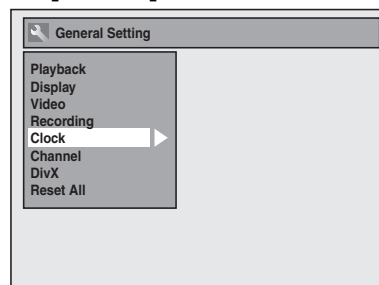 General Setting
Playback
Display
Video
Recording
Clock
Channel
DivX
Reset All